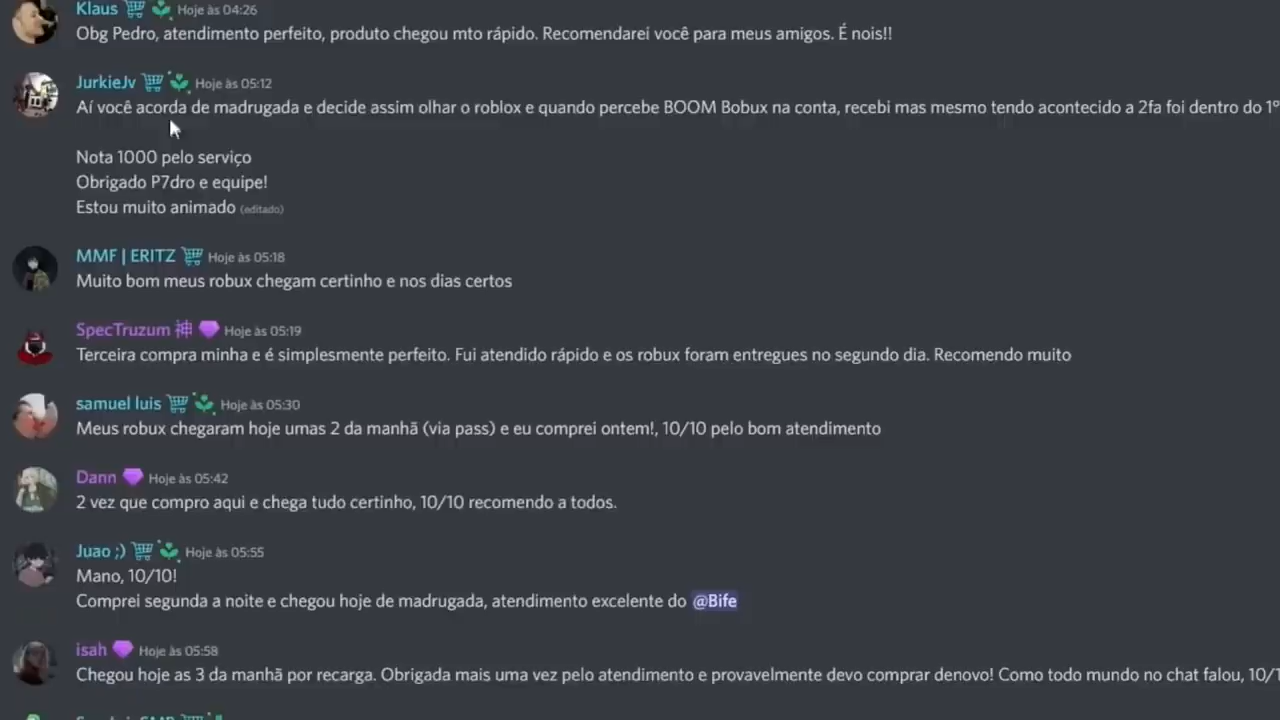 Klaus Hoje às 04:26
Obg Pedro, atendimento perfeito, produto chegou mto rápido. Recomendarei você para meus amigos. É nois!!
JurkieJv Hoje às 05:12
Aí você acorda de madrugada e decide assim olhar o roblox e quando percebe BOOM Bobux na conta, recebi mas mesmo tendo acontecido a 2fa foi dentro do 1º
Nota 1000 pelo serviço
Obrigado P7dro e equipe!
Estou muito animado (editado)
MMF | ERITZ Hoje às 05:18
Muito bom meus robux chegam certinho e nos dias certos
SpecTruzum 神 Hoje às 05:19
Terceira compra minha e é simplesmente perfeito. Fui atendido rápido e os robux foram entregues no segundo dia. Recomendo muito
samuel luis Hoje às 05:30
Meus robux chegaram hoje umas 2 da manhã (via pass) e eu comprei ontem!, 10/10 pelo bom atendimento
Dann Hoje às 05:42
2 vez que compro aqui e chega tudo certinho, 10/10 recomendo a todos.
Juao ;) Hoje às 05:55
Mano, 10/10!
Comprei segunda a noite e chegou hoje de madrugada, atendimento excelente do @Bife
isah Hoje às 05:58
Chegou hoje as 3 da manhã por recarga. Obrigada mais uma vez pelo atendimento e provavelmente devo comprar denovo! Como todo mundo no chat falou, 10/1